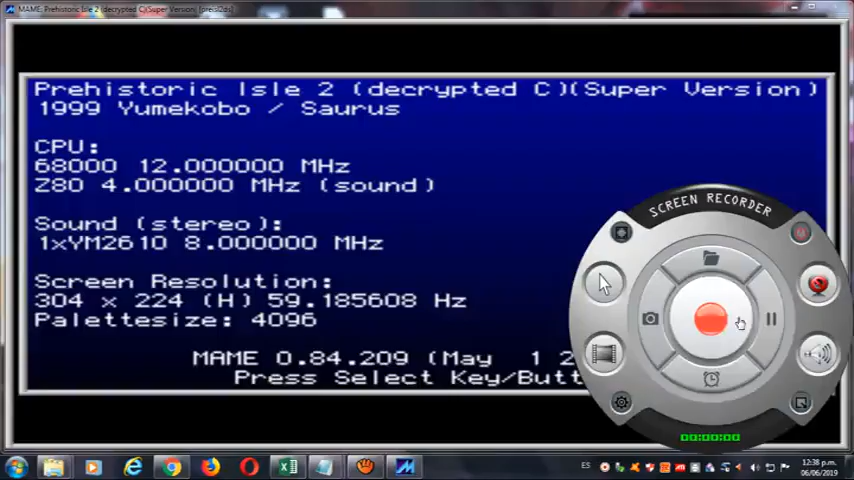 MAME: Prehistoric Isle 2 (decrypted C)(Super Version) [preisl2ds]
Prehistoric Isle 2 (decrypted C)(Super Version)
1999 Yumekobo / Saurus
CPU:
68000 12.000000 MHz
Z80 4.000000 MHz (sound)
Sound (stereo):
1xYM2610 8.000000 MHz
Screen Resolution:
304 x 224 (H) 59.185608 Hz
Palettesize: 4096
MAME 0.84.209 (May 1 2
Press Select Key/Butt
SCREEN RECORDER
00:00:00
ES
12:38 p.m.
06/06/2019